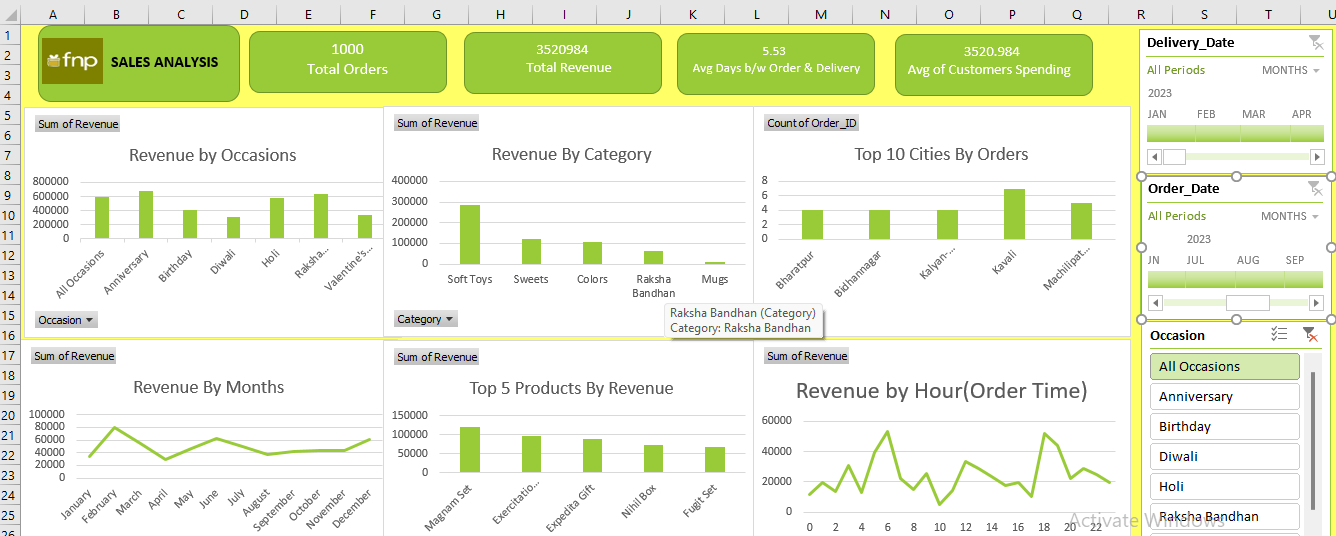 A B C D E F G H I J K L M N O P Q R S T U
1
2
3
4
5
6
7
8
9
10
11
12
13
14
15
16
17
18
19
20
21
22
23
24
25
26
fnp
SALES ANALYSIS
1000
Total Orders
3520984
Total Revenue
5.53
Avg Days b/w Order & Delivery
3520.984
Avg of Customers Spending
Delivery_Date
All Periods MONTHS
2023
JAN FEB MAR APR
Order_Date
All Periods MONTHS
2023
JN JUL AUG SEP
Occasion
All Occasions
Anniversary
Birthday
Diwali
Holi
Raksha Bandhan
Sum of Revenue
Revenue by Occasions
800000
600000
400000
200000
0
All Occasions
Anniversary
Birthday
Diwali
Holi
Raksha...
Valentine's...
Occasion
Sum of Revenue
Revenue By Category
400000
300000
200000
100000
0
Soft Toys Sweets Colors Raksha Mugs
Bandhan
Category
Raksha Bandhan (Category)
Category: Raksha Bandhan
Count of Order_ID
Top 10 Cities By Orders
8
6
4
2
0
Bharatpur
Bidhannagar
Kalyan-...
Kavali
Machilipat...
Sum of Revenue
Revenue By Months
100000
80000
60000
40000
20000
0
January
February
March
April
May
June
July
August
September
October
November
December
Sum of Revenue
Top 5 Products By Revenue
150000
100000
50000
0
Magnam Set
Exercitatio...
Expedita Gift
Nihil Box
Fugit Set
Sum of Revenue
Revenue by Hour(Order Time)
60000
40000
20000
0
0 2 4 6 8 10 12 14 16 18 20 22
Activate Windows